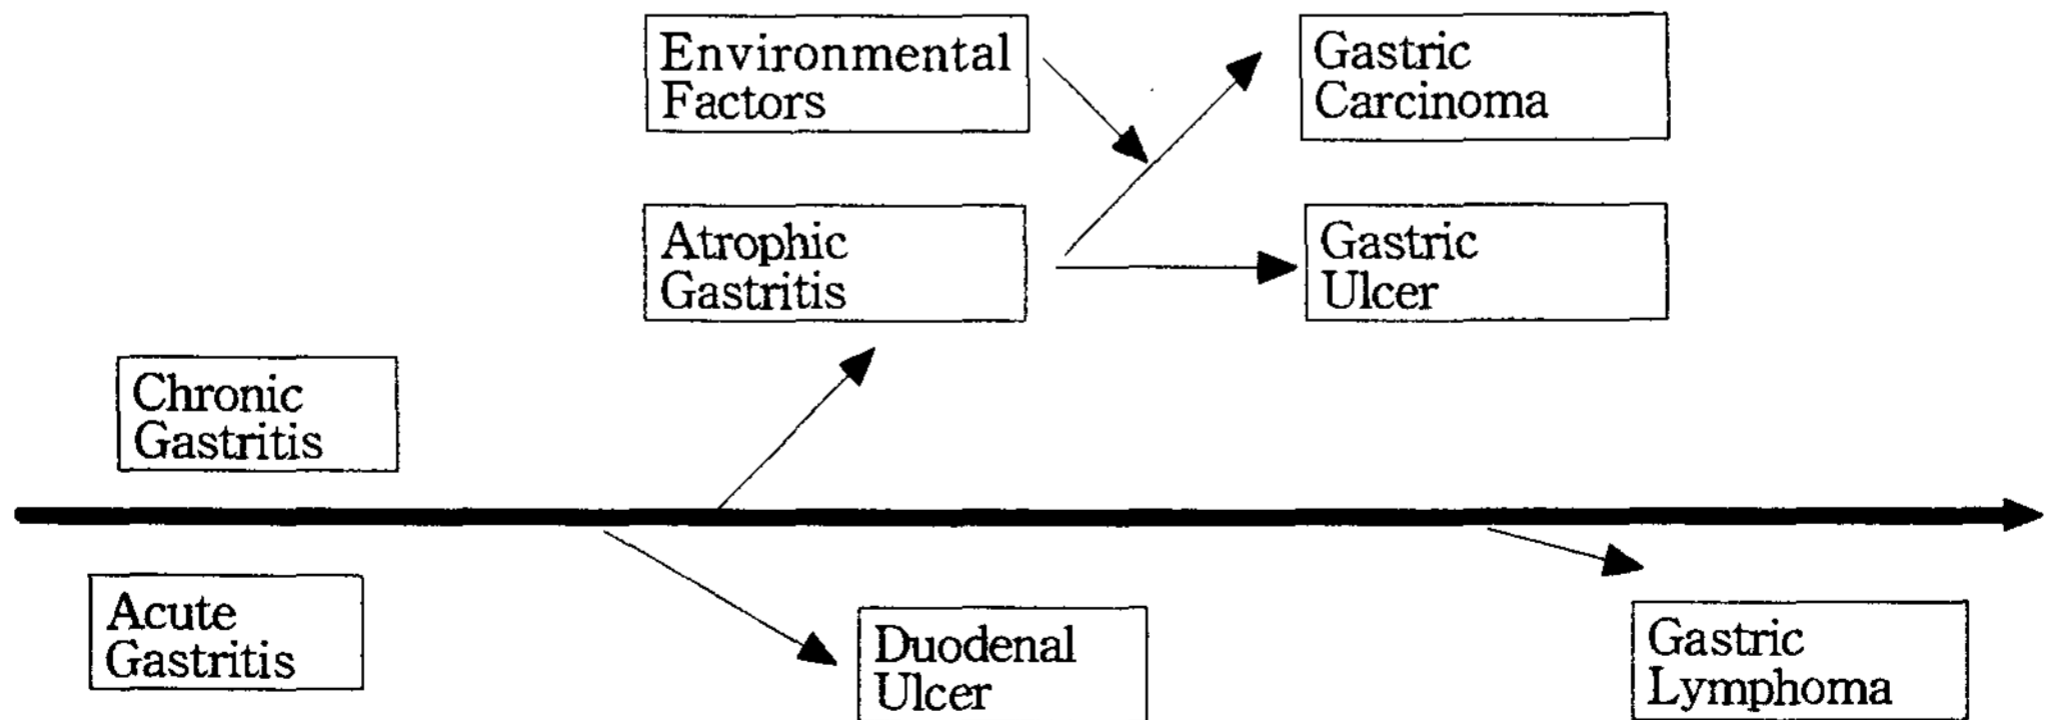 Environmental
Factors
Gastric
Carcinoma
Atrophic
Gastritis
Gastric
Ulcer
Chronic
Gastritis
Acute
Gastritis
Duodenal
Ulcer
Gastric
Lymphoma